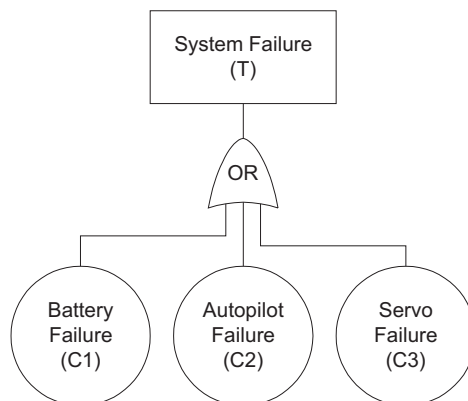 System Failure
(T)
OR
Battery
Failure
(C1)
Autopilot
Failure
(C2)
Servo
Failure
(C3)